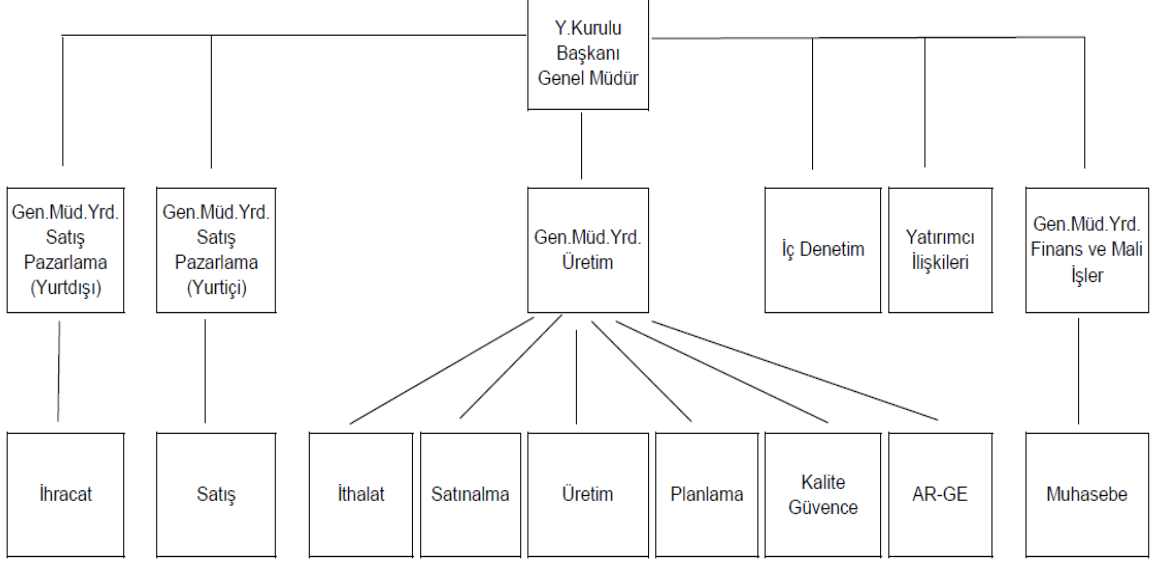 Y.Kurulu
Başkanı
Genel Müdür
Gen.Müd.Yrd.
Satış
Pazarlama
(Yurtdışı)
Gen.Müd.Yrd.
Satış
Pazarlama
(Yurtiçi)
Gen.Müd.Yrd.
Üretim
İç Denetim
Yatırımcı
İlişkileri
Gen.Müd.Yrd.
Finans ve Mali
İşler
İhracat
Satış
İthalat
Satınalma
Üretim
Planlama
Kalite
Güvence
AR-GE
Muhasebe